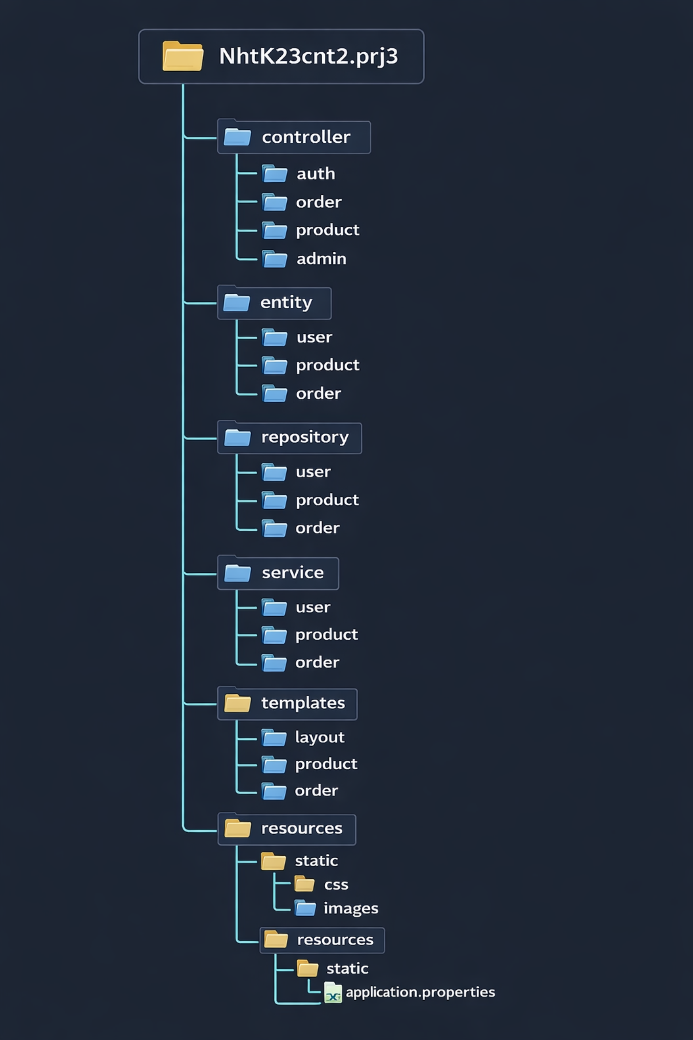 NhtK23cnt2.prj3
controller
auth
order
product
admin
entity
user
product
order
repository
user
product
order
service
user
product
order
templates
layout
product
order
resources
static
css
images
resources
static
application.properties